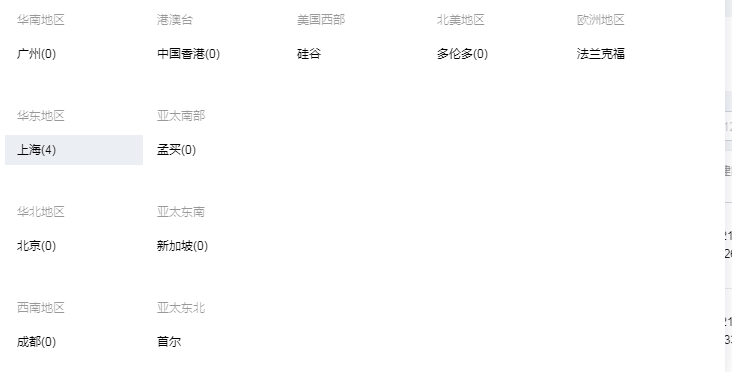 华南地区 港澳台 美国西部 北美地区 欧洲地区
广州(0) 中国香港(0) 硅谷 多伦多(0) 法兰克福
华东地区 亚太南部
上海(4) 孟买(0)
华北地区 亚太东南
北京(0) 新加坡(0)
西南地区 亚太东北
成都(0) 首尔